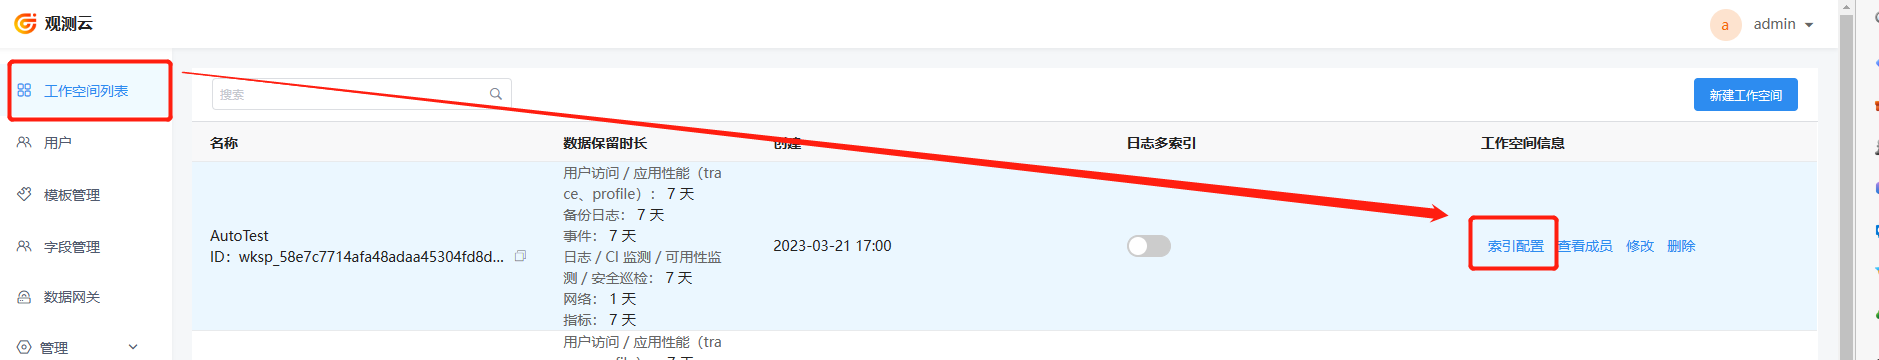 观测云
a admin
工作空间列表
用户
模板管理
字段管理
数据网关
管理
搜索
新建工作空间
名称 数据保留时长 创建 日志多索引 工作空间信息
AutoTest
ID：wksp_58e7c7714afa48adaa45304fd8d...
用户访问 / 应用性能（tra
ce、profile）： 7 天
备份日志： 7 天
事件： 7 天
日志 / CI 监测 / 可用性监
测 / 安全巡检： 7 天
网络： 1 天
指标： 7 天
2023-03-21 17:00
索引配置 查看成员 修改 删除
用户访问 / 应用性能（tra